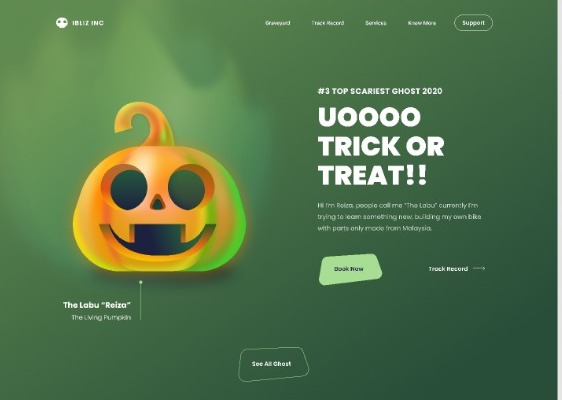 IBLIZ INC
Graveyard
Track Record
Services
Know More
Support
#3 TOP SCARIEST GHOST 2020
UOOOO
TRICK OR
TREAT!!
Hi I'm Reiza, people call me "The Labu" currently I'm
trying to learn something new, building my own bike
with parts only made from Malaysia.
Book Now
Track Record
The Labu "Reiza"
The Living Pumpkin
See All Ghost